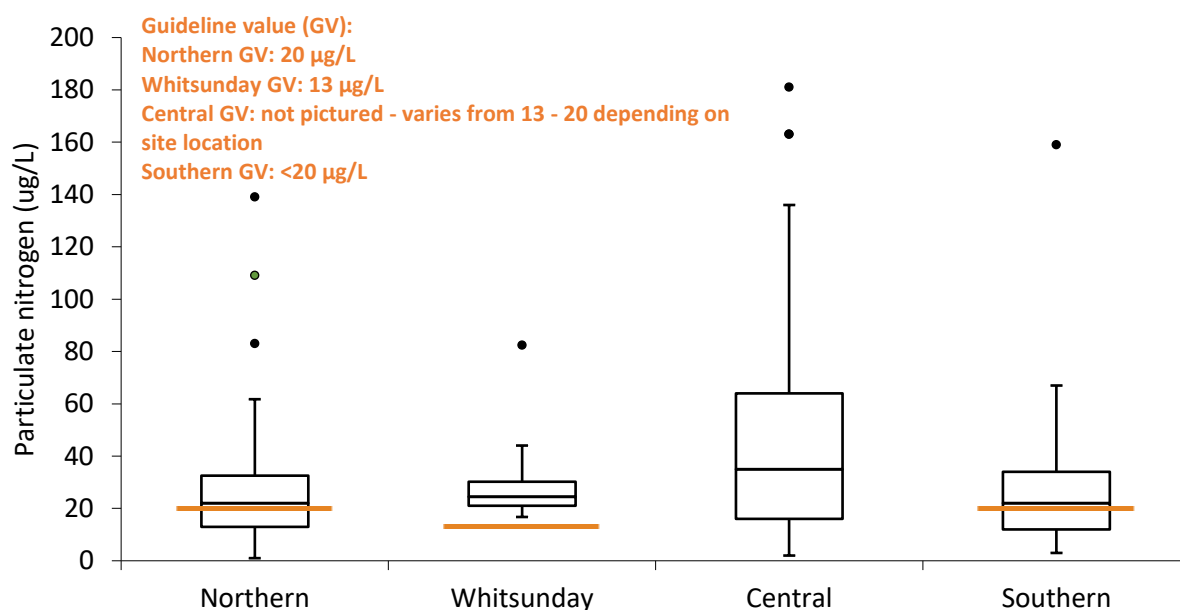 Guideline value (GV):
Northern GV: 20 µg/L
Whitsunday GV: 13 µg/L
Central GV: not pictured - varies from 13 - 20 depending on
site location
Southern GV: <20 µg/L
Particulate nitrogen (ug/L)
200
180
160
140
120
100
80
60
40
20
0
Northern
Whitsunday
Central
Southern